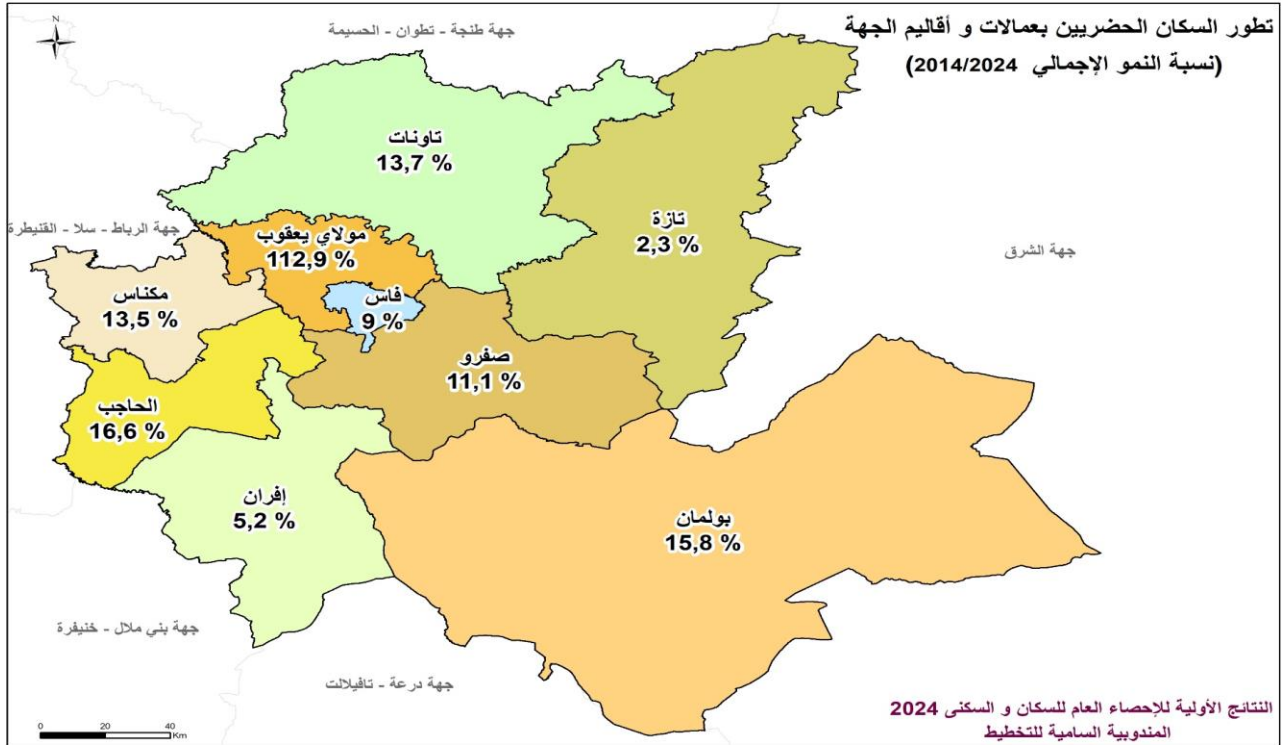 تطور السكان الحضريين بعمالات و أقاليم الجهة
(نسبة النمو الإجمالي 2014/2024)
N
جهة طنجة - تطوان - الحسيمة
تاونات
13,7 %
تازة
2,3 %
جهة الرباط - سلا - القنيطرة
مولاي يعقوب
112,9 %
جهة الشرق
مكناس
13,5 %
فاس
9 %
صفرو
11,1 %
الحاجب
16,6 %
إفران
5,2 %
بولمان
15,8 %
جهة بني ملال - خنيفرة
جهة درعة - تافيلالت
النتائج الأولية للإحصاء العام للسكان و السكنى 2024
المندوبية السامية للتخطيط
0 20 40
Km